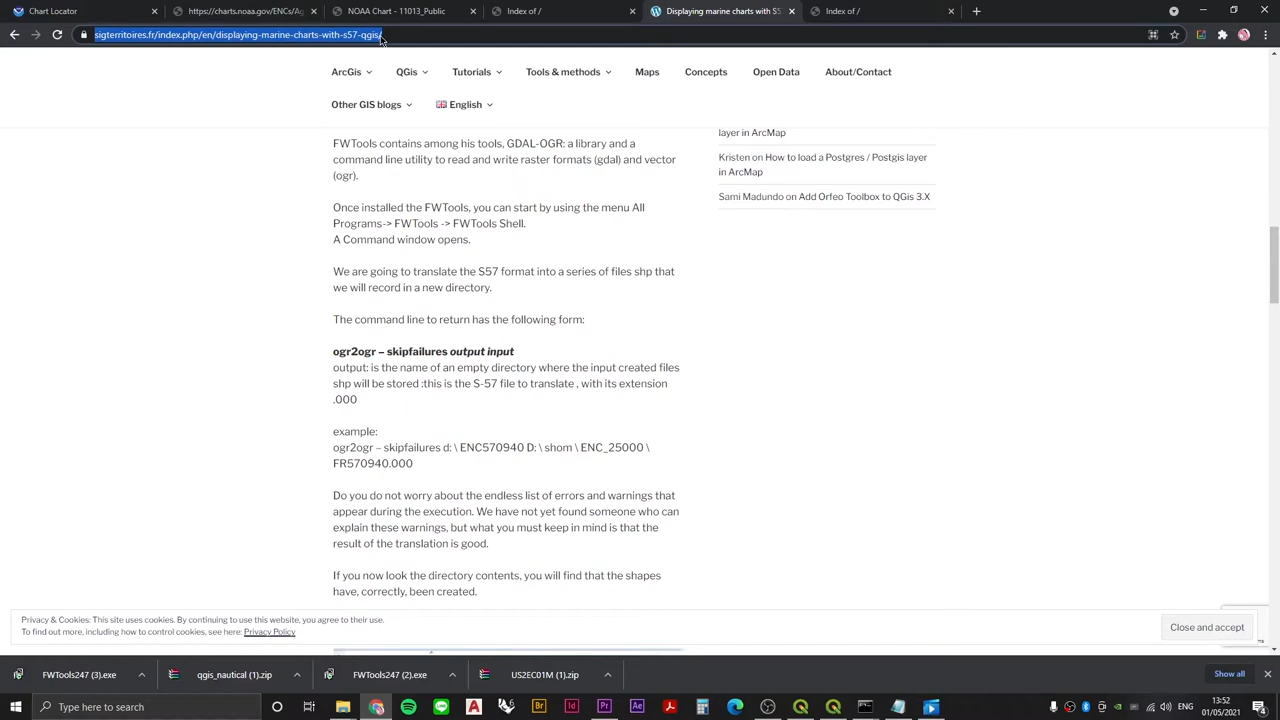 Chart Locator
https://charts.noaa.gov/ENCs/Ag
NOAA Chart - 11013_Public
Index of /
Displaying marine charts with S5
Index of /
sigterritoires.fr/index.php/en/displaying-marine-charts-with-s57-qgis/
ArcGis
QGis
Tutorials
Tools & methods
Maps
Concepts
Open Data
About/Contact
Other GIS blogs
English
layer in ArcMap
Kristen on How to load a Postgres / Postgis layer
in ArcMap
Sami Madundo on Add Orfeo Toolbox to QGis 3.X
FWTools contains among his tools, GDAL-OGR: a library and a
command line utility to read and write raster formats (gdal) and vector
(ogr).
Once installed the FWTools, you can start by using the menu All
Programs-> FWTools -> FWTools Shell.
A Command window opens.
We are going to translate the S57 format into a series of files shp that
we will record in a new directory.
The command line to return has the following form:
ogr2ogr – skipfailures output input
output: is the name of an empty directory where the input created files
shp will be stored :this is the S-57 file to translate , with its extension
.000
example:
ogr2ogr – skipfailures d: \ ENC570940 D: \ shom \ ENC_25000 \
FR570940.000
Do you do not worry about the endless list of errors and warnings that
appear during the execution. We have not yet found someone who can
explain these warnings, but what you must keep in mind is that the
result of the translation is good.
If you now look the directory contents, you will find that the shapes
have, correctly, been created.
Privacy & Cookies: This site uses cookies. By continuing to use this website, you agree to their use.
To find out more, including how to control cookies, see here: Privacy Policy
Close and accept
FWTools247 (3).exe
qgis_nautical (1).zip
FWTools247 (2).exe
US2EC01M (1).zip
Show all
Type here to search
ENG
13:52
01/05/2021